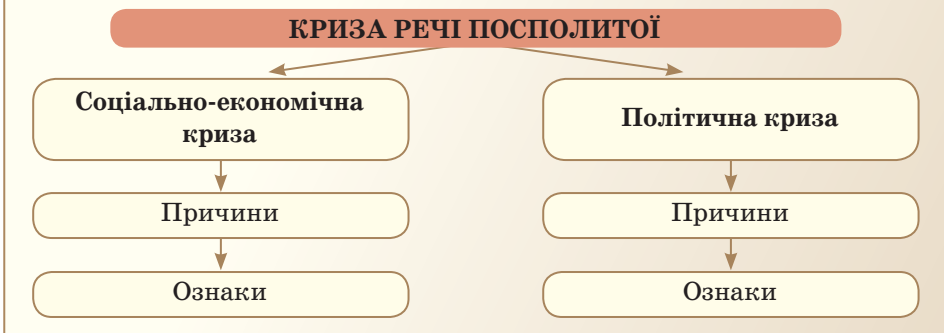 КРИЗА РЕЧІ ПОСПОЛИТОЇ
Соціально-економічна
криза
Причини
Ознаки
Політична криза
Причини
Ознаки